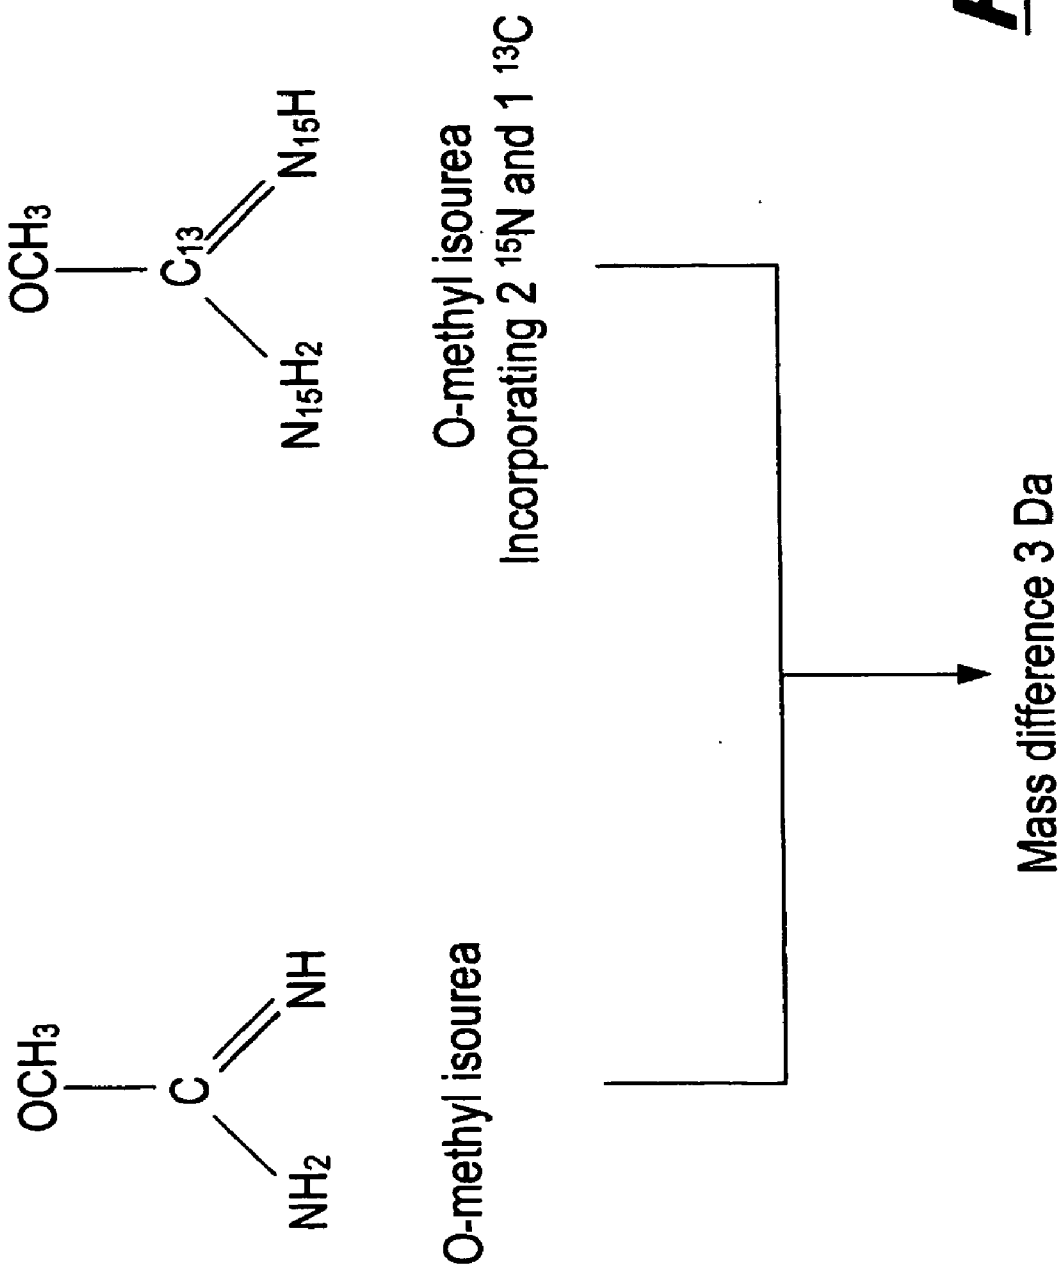 OCH₃
C
NH₂
NH
O-methyl isourea
OCH₃
C₁₃
N₁₅H₂
N₁₅H
O-methyl isourea
Incorporating 2 ¹⁵N and 1 ¹³C
Mass difference 3 Da